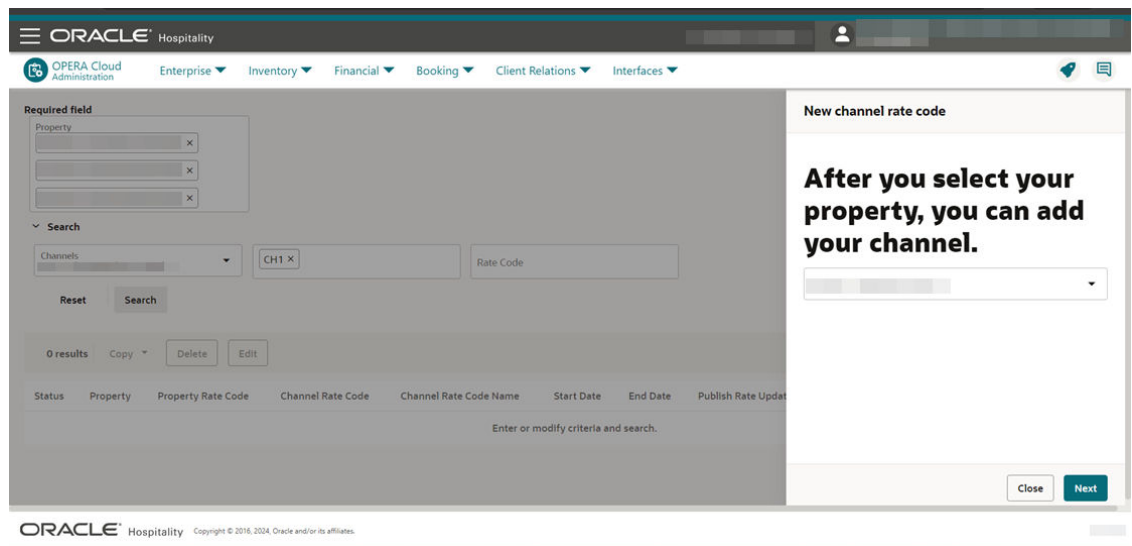 ORACLE Hospitality
OPERA Cloud
Administration
Enterprise
Inventory
Financial
Booking
Client Relations
Interfaces
Required field
Property
Search
Channels
CH1 ×
Rate Code
Reset
Search
0 results
Copy
Delete
Edit
Status
Property
Property Rate Code
Channel Rate Code
Channel Rate Code Name
Start Date
End Date
Publish Rate Updat
Enter or modify criteria and search.
New channel rate code
After you select your
property, you can add
your channel.
Close
Next
ORACLE Hospitality
Copyright © 2016, 2024, Oracle and/or its affiliates.